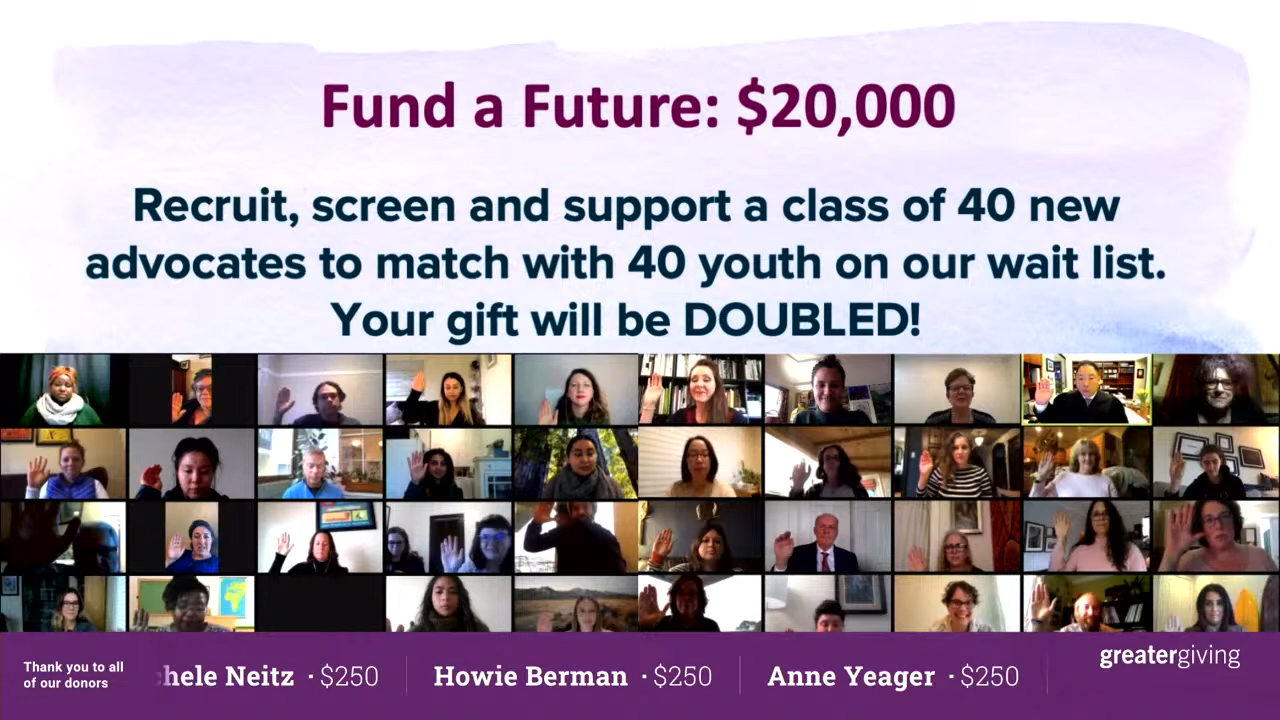 Fund a Future: $20,000
Recruit, screen and support a class of 40 new
advocates to match with 40 youth on our wait list.
Your gift will be DOUBLED!
Thank you to all
of our donors
hele Neitz · $250
Howie Berman · $250
Anne Yeager · $250
greatergiving